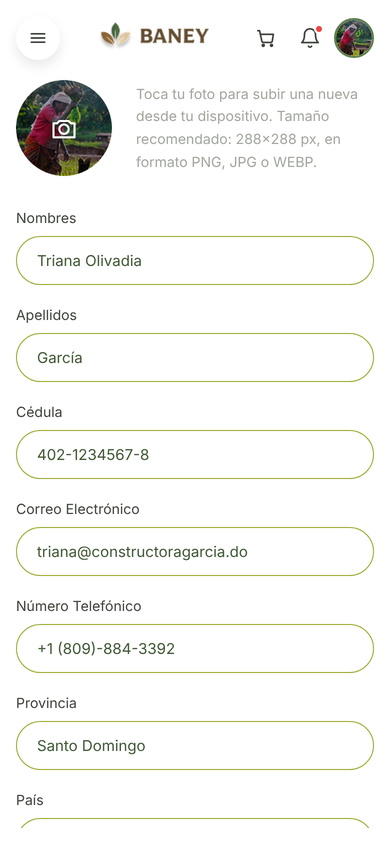 BANEY
Toca tu foto para subir una nueva
desde tu dispositivo. Tamaño
recomendado: 288×288 px, en
formato PNG, JPG o WEBP.
Nombres
Triana Olivadia
Apellidos
García
Cédula
402-1234567-8
Correo Electrónico
triana@constructoragarcia.do
Número Telefónico
+1 (809)-884-3392
Provincia
Santo Domingo
País